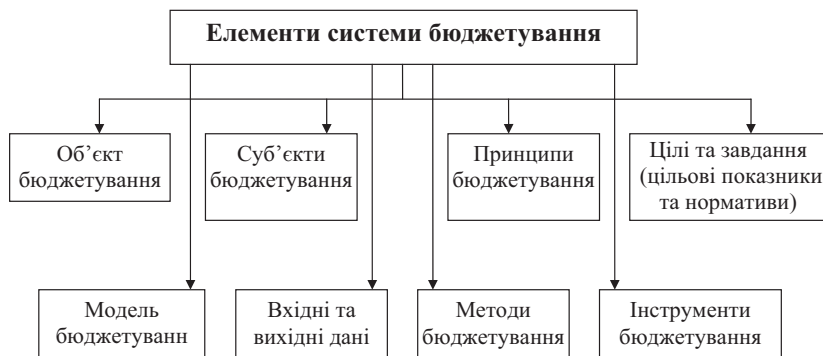 Елементи системи бюджетування
Об’єкт
бюджетування
Суб’єкти
бюджетування
Принципи
бюджетування
Цілі та завдання
(цільові показники
та нормативи)
Модель
бюджетуванн
Вхідні та
вихідні дані
Методи
бюджетування
Інструменти
бюджетування